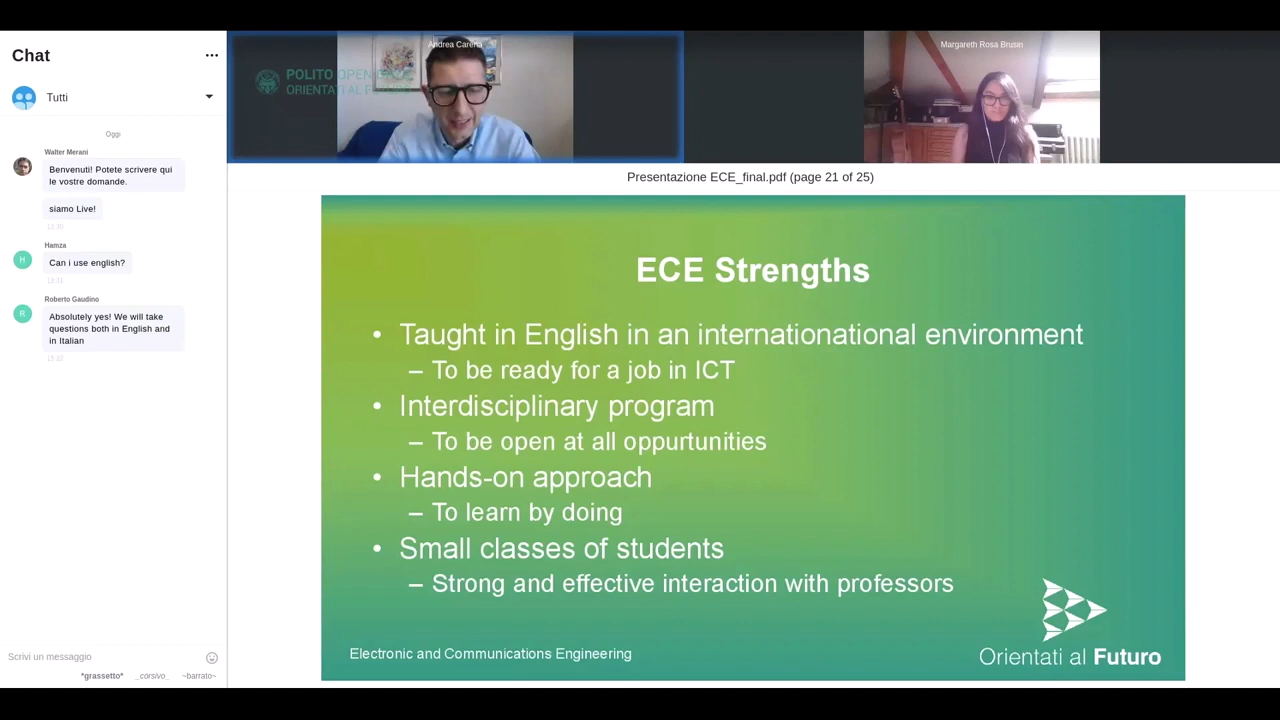 Chat
Tutti
Oggi
Walter Merani
Benvenuti! Potete scrivere qui
le vostre domande.
siamo Live!
13:30
Hamza
Can i use english?
13:31
Roberto Gaudino
Absolutely yes! We will take
questions both in English and
in Italian
Scrivi un messaggio
*grassetto* _corsivo_ ~barrato~
Andrea Carena
POLITO OPEN
ORIENTATI AL FUTURO
Margareth Rosa Brusin
Presentazione ECE_final.pdf (page 21 of 25)
ECE Strengths
• Taught in English in an internationational environment
– To be ready for a job in ICT
• Interdisciplinary program
– To be open at all oppurtunities
• Hands-on approach
– To learn by doing
• Small classes of students
– Strong and effective interaction with professors
Electronic and Communications Engineering
Orientati al Futuro